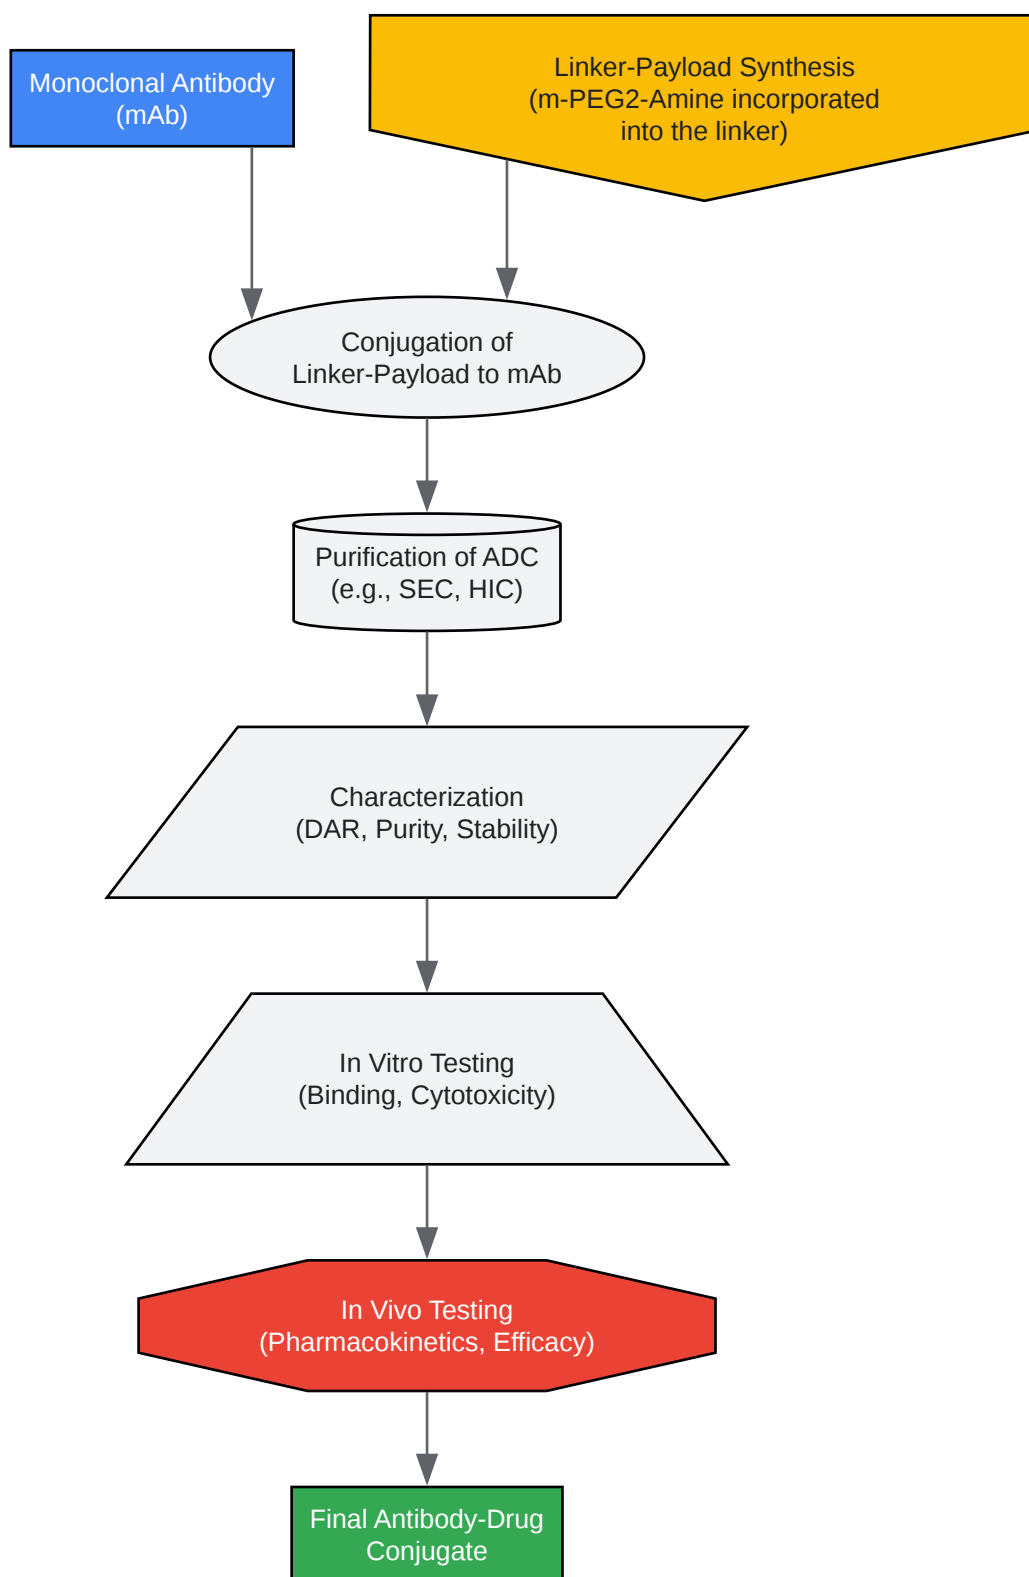 Monoclonal Antibody
(mAb)
Linker-Payload Synthesis
(m-PEG2-Amine incorporated
into the linker)
Conjugation of
Linker-Payload to mAb
Purification of ADC
(e.g., SEC, HIC)
Characterization
(DAR, Purity, Stability)
In Vitro Testing
(Binding, Cytotoxicity)
In Vivo Testing
(Pharmacokinetics, Efficacy)
Final Antibody-Drug
Conjugate